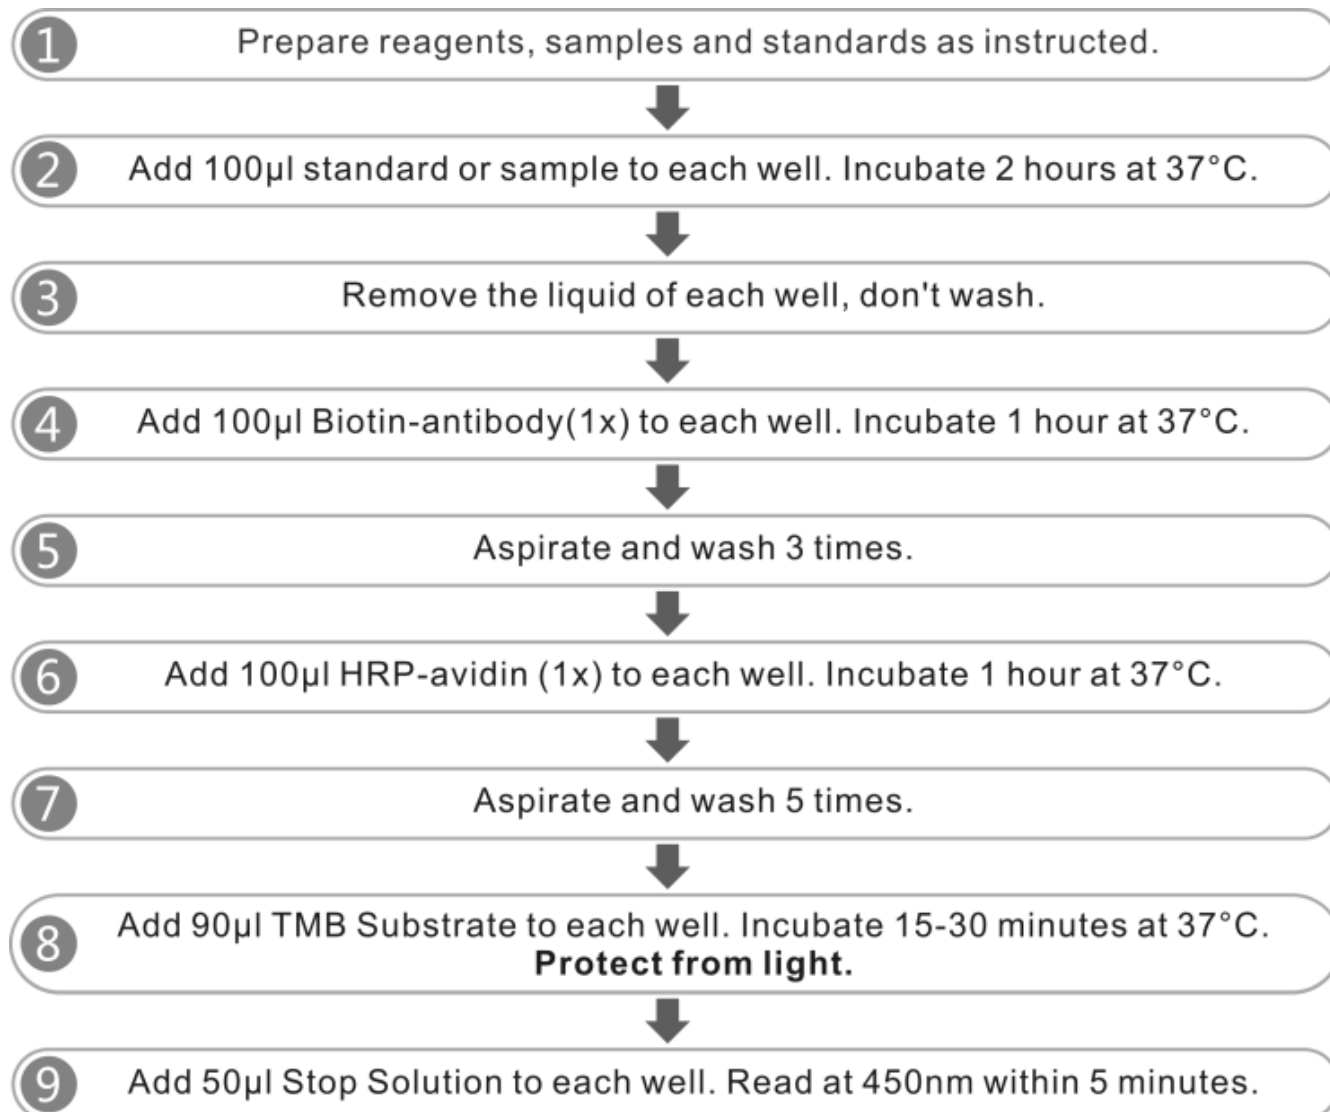 1 Prepare reagents, samples and standards as instructed.
2 Add 100µl standard or sample to each well. Incubate 2 hours at 37°C.
3 Remove the liquid of each well, don't wash.
4 Add 100µl Biotin-antibody(1x) to each well. Incubate 1 hour at 37°C.
5 Aspirate and wash 3 times.
6 Add 100µl HRP-avidin (1x) to each well. Incubate 1 hour at 37°C.
7 Aspirate and wash 5 times.
8 Add 90µl TMB Substrate to each well. Incubate 15-30 minutes at 37°C.
Protect from light.
9 Add 50µl Stop Solution to each well. Read at 450nm within 5 minutes.